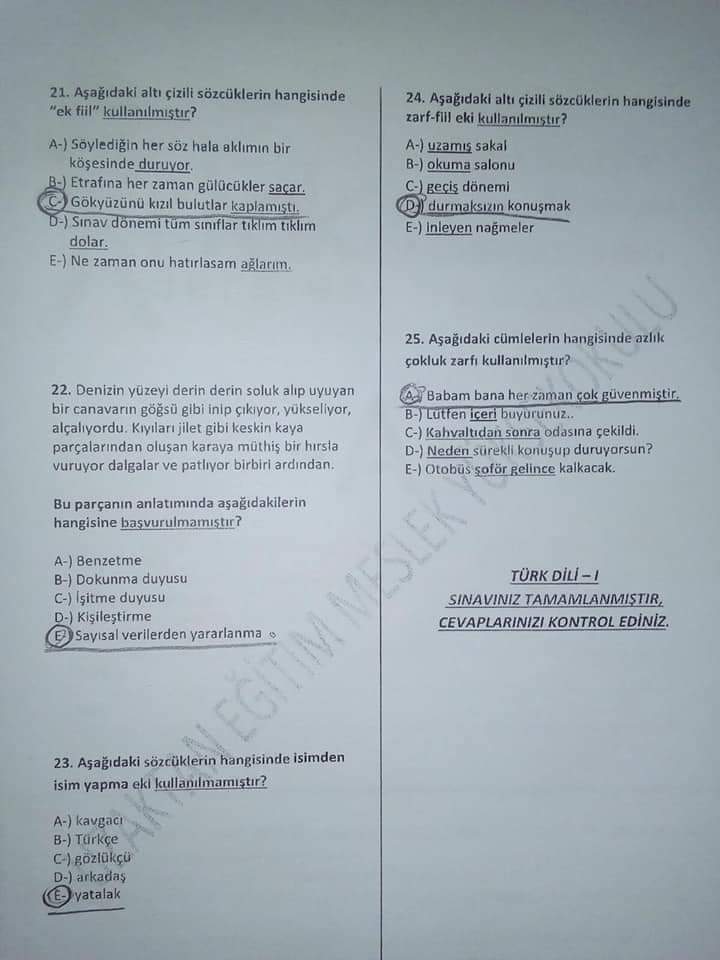 21. Aşağıdaki altı çizili sözcüklerin hangisinde
“ek fiil” kullanılmıştır?
A-) Söylediğin her söz hala aklımın bir
köşesinde duruyor.
B-) Etrafına her zaman gülücükler saçar.
C-) Gökyüzünü kızıl bulutlar kaplamıştı.
D-) Sınav dönemi tüm sınıflar tıklım tıklım
dolar.
E-) Ne zaman onu hatırlasam ağlarım.
22. Denizin yüzeyi derin derin soluk alıp uyuyan
bir canavarın göğsü gibi inip çıkıyor, yükseliyor,
alçalıyordu. Kıyıları jilet gibi keskin kaya
parçalarından oluşan karaya müthiş bir hırsla
vuruyor dalgalar ve patlıyor birbiri ardından.
Bu parçanın anlatımında aşağıdakilerin
hangisine başvurulmamıştır?
A-) Benzetme
B-) Dokunma duyusu
C-) İşitme duyusu
D-) Kişileştirme
E-) Sayısal verilerden yararlanma
23. Aşağıdaki sözcüklerin hangisinde isimden
isim yapma eki kullanılmamıştır?
A-) kavgacı
B-) Türkçe
C-) gözlükçü
D-) arkadaş
E-) yatalak
24. Aşağıdaki altı çizili sözcüklerin hangisinde
zarf-fiil eki kullanılmıştır?
A-) uzamış sakal
B-) okuma salonu
C-) geçiş dönemi
D-) durmaksızın konuşmak
E-) inleyen nağmeler
25. Aşağıdaki cümlelerin hangisinde azlık
çokluk zarfı kullanılmıştır?
A-) Babam bana her zaman çok güvenmiştir.
B-) Lütfen içeri buyurunuz..
C-) Kahvaltıdan sonra odasına çekildi.
D-) Neden sürekli konuşup duruyorsun?
E-) Otobüs şoför gelince kalkacak.
TÜRK DİLİ – I
SINAVINIZ TAMAMLANMIŞTIR,
CEVAPLARINIZI KONTROL EDİNİZ.
UZAKTAN EĞİTİM MESLEK YÜKSEKOKULU